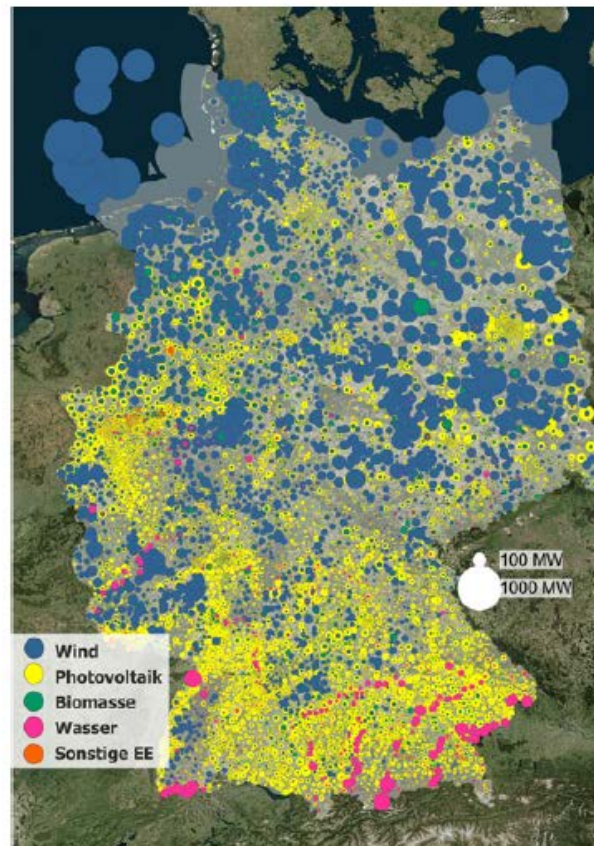 100 MW
1000 MW
Wind
Photovoltaik
Biomasse
Wasser
Sonstige EE